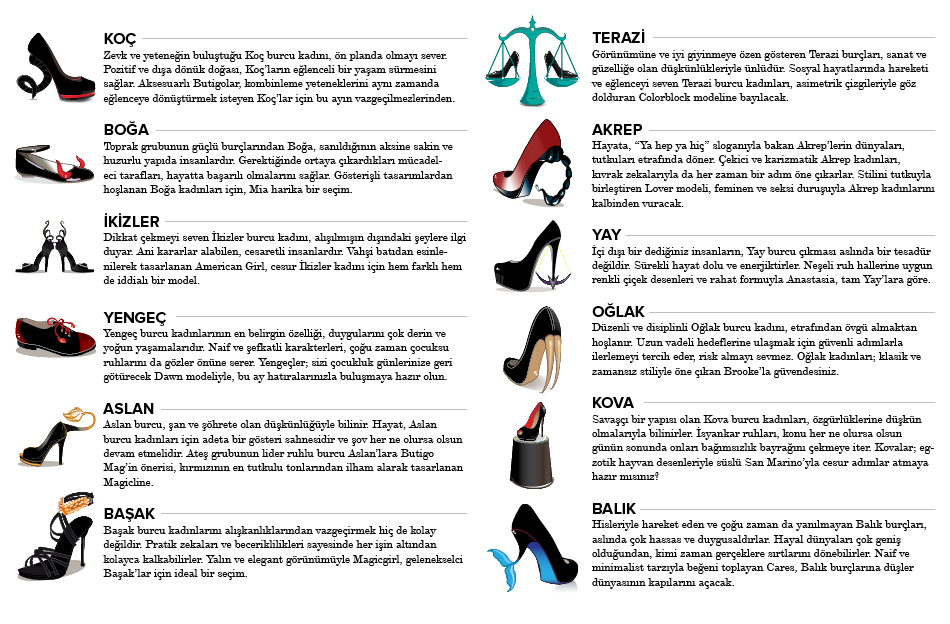 KOÇ
Zevk ve yeteneğin buluştuğu Koç burcu kadını, ön planda olmayı sever.
Pozitif ve dışa dönük doğası, Koç'ların eğlenceli bir yaşam sürmesini
sağlar. Aksesuarlı Butigolar, kombinleme yeteneklerini aynı zamanda
eğlenceye dönüştürmek isteyen Koç'lar için bu ayın vazgeçilmezlerinden.
BOĞA
Toprak grubunun güçlü burçlarından Boğa, sanıldığının aksine sakin ve
huzurlu yapıda insanlardır. Gerektiğinde ortaya çıkardıkları mücadel-
eci tarafları, hayatta başarılı olmalarını sağlar. Gösterişli tasarımlardan
hoşlanan Boğa kadınları için, Mia harika bir seçim.
İKİZLER
Dikkat çekmeyi seven İkizler burcu kadını, alışılmışın dışındaki şeylere ilgi
duyar. Ani kararlar alabilen, cesaretli insanlardır. Vahşi batıdan esinle-
nilerek tasarlanan American Girl, cesur İkizler kadını için hem farklı hem
de iddialı bir model.
YENGEÇ
Yengeç burcu kadınlarının en belirgin özelliği, duygularını çok derin ve
yoğun yaşamalarıdır. Naif ve şefkatli karakterleri, çoğu zaman çocuksu
ruhlarını da gözler önüne serer. Yengeçler; sizi çocukluk günlerinize geri
götürecek Dawn modeliyle, bu ay hatıralarınızla buluşmaya hazır olun.
ASLAN
Aslan burcu, şan ve şöhrete olan düşkünlüğüyle bilinir. Hayat, Aslan
burcu kadınları için adeta bir gösteri sahnesidir ve şov her ne olursa olsun
devam etmelidir. Ateş grubunun lider ruhlu burcu Aslan'lara Butigo
Mag'in önerisi, kırmızının en tutkulu tonlarından ilham alarak tasarlanan
Magicline.
BAŞAK
Başak burcu kadınlarını alışkanlıklarından vazgeçirmek hiç de kolay
değildir. Pratik zekaları ve beceriklilikleri sayesinde her işin altından
kolayca kalkabilirler. Yalın ve elegant görünümüyle Magicgirl, gelenekselci
Başak'lar için ideal bir seçim.
TERAZİ
Görünümüne ve iyi giyinmeye özen gösteren Terazi burçları, sanat ve
güzelliğe olan düşkünlükleriyle ünlüdür. Sosyal hayatlarında hareketi
ve eğlenceyi seven Terazi burcu kadınları, asimetrik çizgileriyle göz
dolduran Colorblock modeline bayılacak.
AKREP
Hayata, "Ya hep ya hiç" sloganıyla bakan Akrep'lerin dünyaları,
tutkuları etrafında döner. Çekici ve karizmatik Akrep kadınları,
kıvrak zekalarıyla da her zaman bir adım öne çıkarlar. Stilini tutkuyla
birleştiren Lover modeli, feminen ve seksi duruşuyla Akrep kadınlarını
kalbinden vuracak.
YAY
İçi dışı bir dediğiniz insanların, Yay burcu çıkması aslında bir tesadür
değildir. Sürekli hayat dolu ve enerjiktirler. Neşeli ruh hallerine uygun
renkli çiçek desenleri ve rahat formuyla Anastasia, tam Yay'lara göre.
OĞLAK
Düzenli ve disiplinli Oğlak burcu kadını, etrafından övgü almaktan
hoşlanır. Uzun vadeli hedeflerine ulaşmak için güvenli adımlarla
ilerlemeyi tercih eder, risk almayı sevmez. Oğlak kadınları; klasik ve
zamansız stiliyle öne çıkan Brooke'la güvendesiniz.
KOVA
Savaşçı bir yapısı olan Kova burcu kadınları, özgürlüklerine düşkün
olmalarıyla bilinirler. İsyankar ruhları, konu her ne olursa olsun
günün sonunda onları bağımsızlık bayrağını çekmeye iter. Kovalar; eg-
zotik hayvan desenleriyle süslü San Marino'yla cesur adımlar atmaya
hazır mısınız?
BALIK
Hisleriyle hareket eden ve çoğu zaman da yanılmayan Balık burçları,
aslında çok hassas ve duygusaldırlar. Hayal dünyaları çok geniş
olduğundan, kimi zaman gerçeklere sırtlarını dönebilirler. Naif ve
minimalist tarzıyla beğeni toplayan Cares, Balık burçlarına düşler
dünyasının kapılarını açacak.